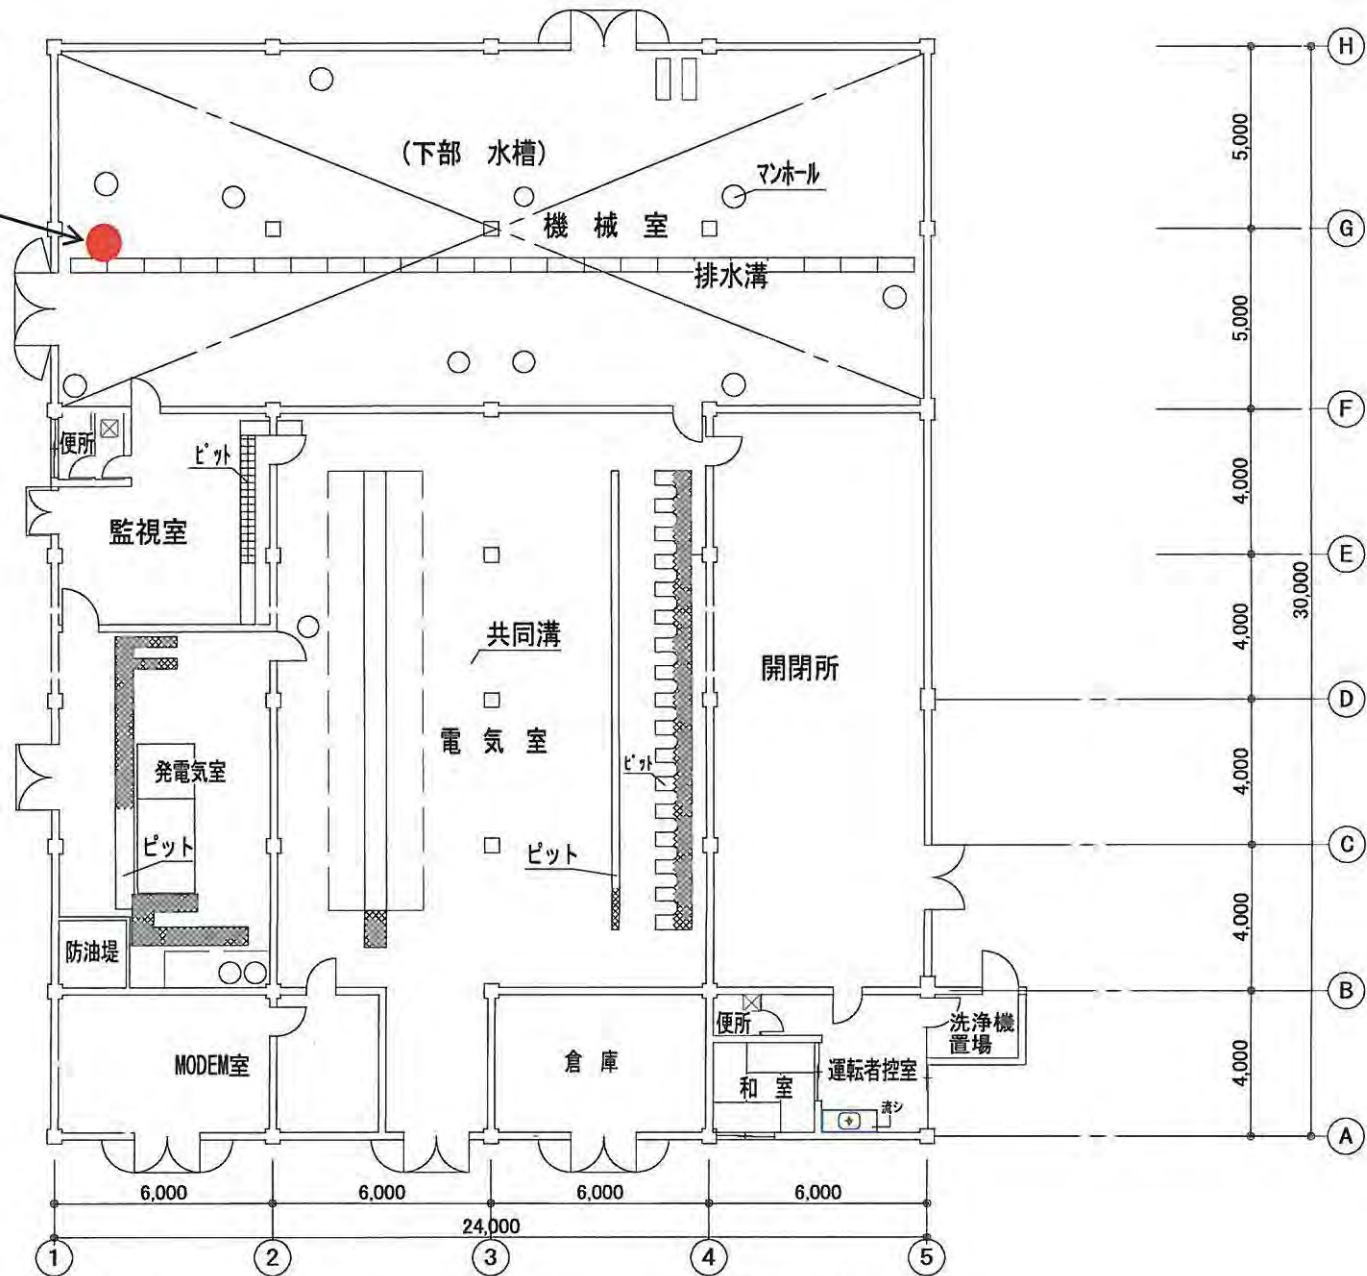 H
5,000
(下部 水槽)
マンホール
機 械 室
G
排水溝
5,000
F
便所
ピット
4,000
監視室
E
30,000
共同溝
4,000
開閉所
D
電 気 室
発電気室
ピット
4,000
C
ピット
ピット
4,000
防油堤
B
便所
洗浄機
置場
MODEM室
倉 庫
和 室
運転者控室
流シ
4,000
A
6,000
6,000
6,000
6,000
24,000
1
2
3
4
5